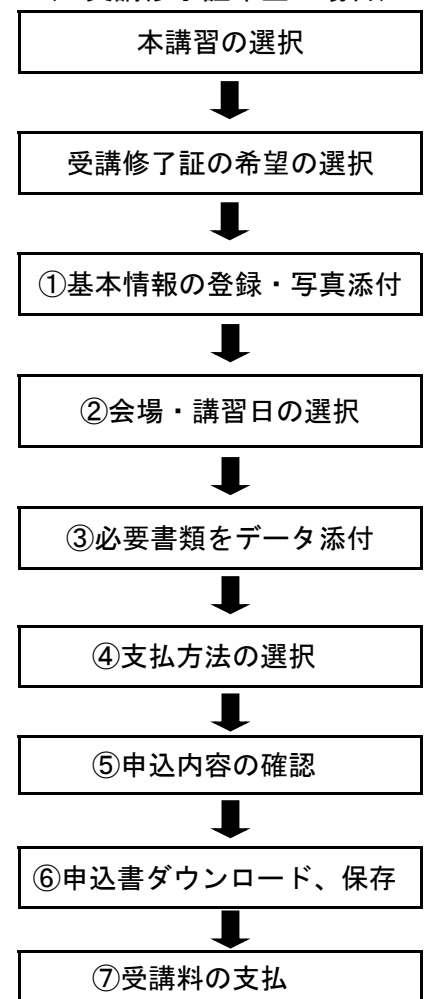 本講習の選択
受講修了証の希望の選択
①基本情報の登録・写真添付
②会場・講習日の選択
③必要書類をデータ添付
④支払方法の選択
⑤申込内容の確認
⑥申込書ダウンロード、保存
⑦受講料の支払